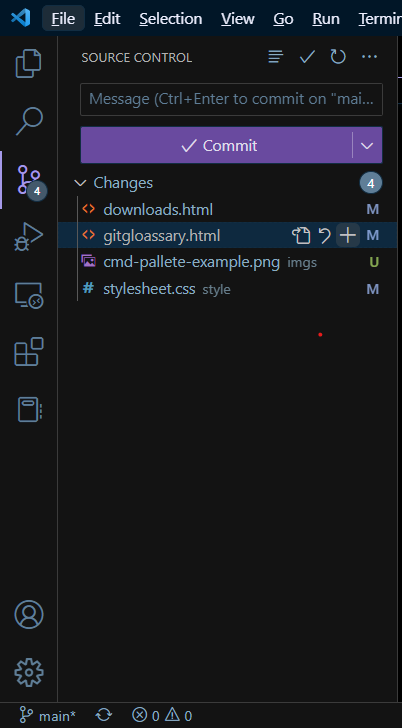 File Edit Selection View Go Run Termin
SOURCE CONTROL
Message (Ctrl+Enter to commit on "mai...
Commit
Changes 4
downloads.html M
gitgloassary.html M
4
cmd-pallete-example.png imgs U
stylesheet.css style M
main* 0 0